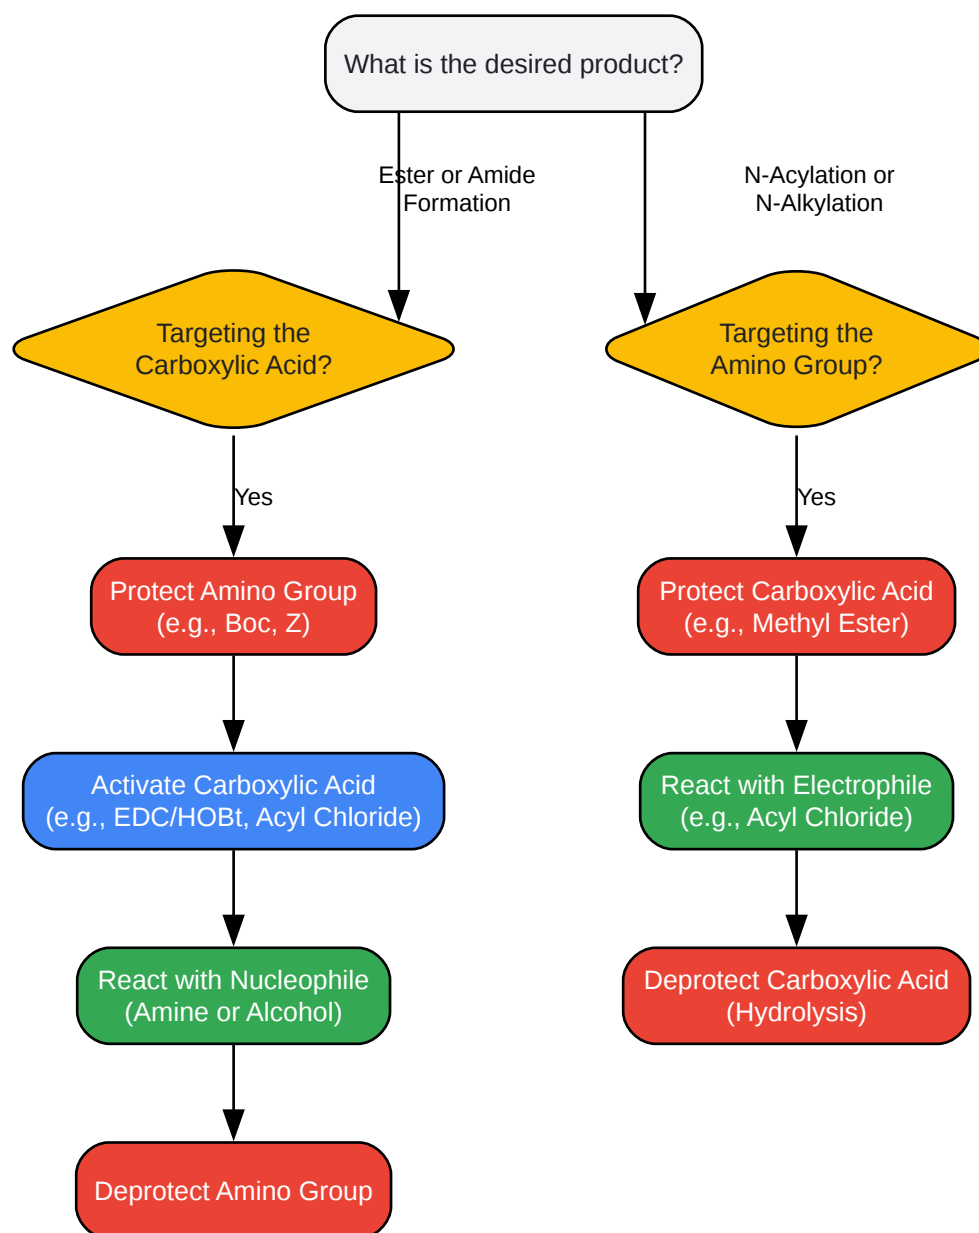 What is the desired product?
Ester or Amide
Formation
N-Acylation or
N-Alkylation
Targeting the
Carboxylic Acid?
Targeting the
Amino Group?
Yes
Yes
Protect Amino Group
(e.g., Boc, Z)
Protect Carboxylic Acid
(e.g., Methyl Ester)
Activate Carboxylic Acid
(e.g., EDC/HOBt, Acyl Chloride)
React with Electrophile
(e.g., Acyl Chloride)
React with Nucleophile
(Amine or Alcohol)
Deprotect Carboxylic Acid
(Hydrolysis)
Deprotect Amino Group